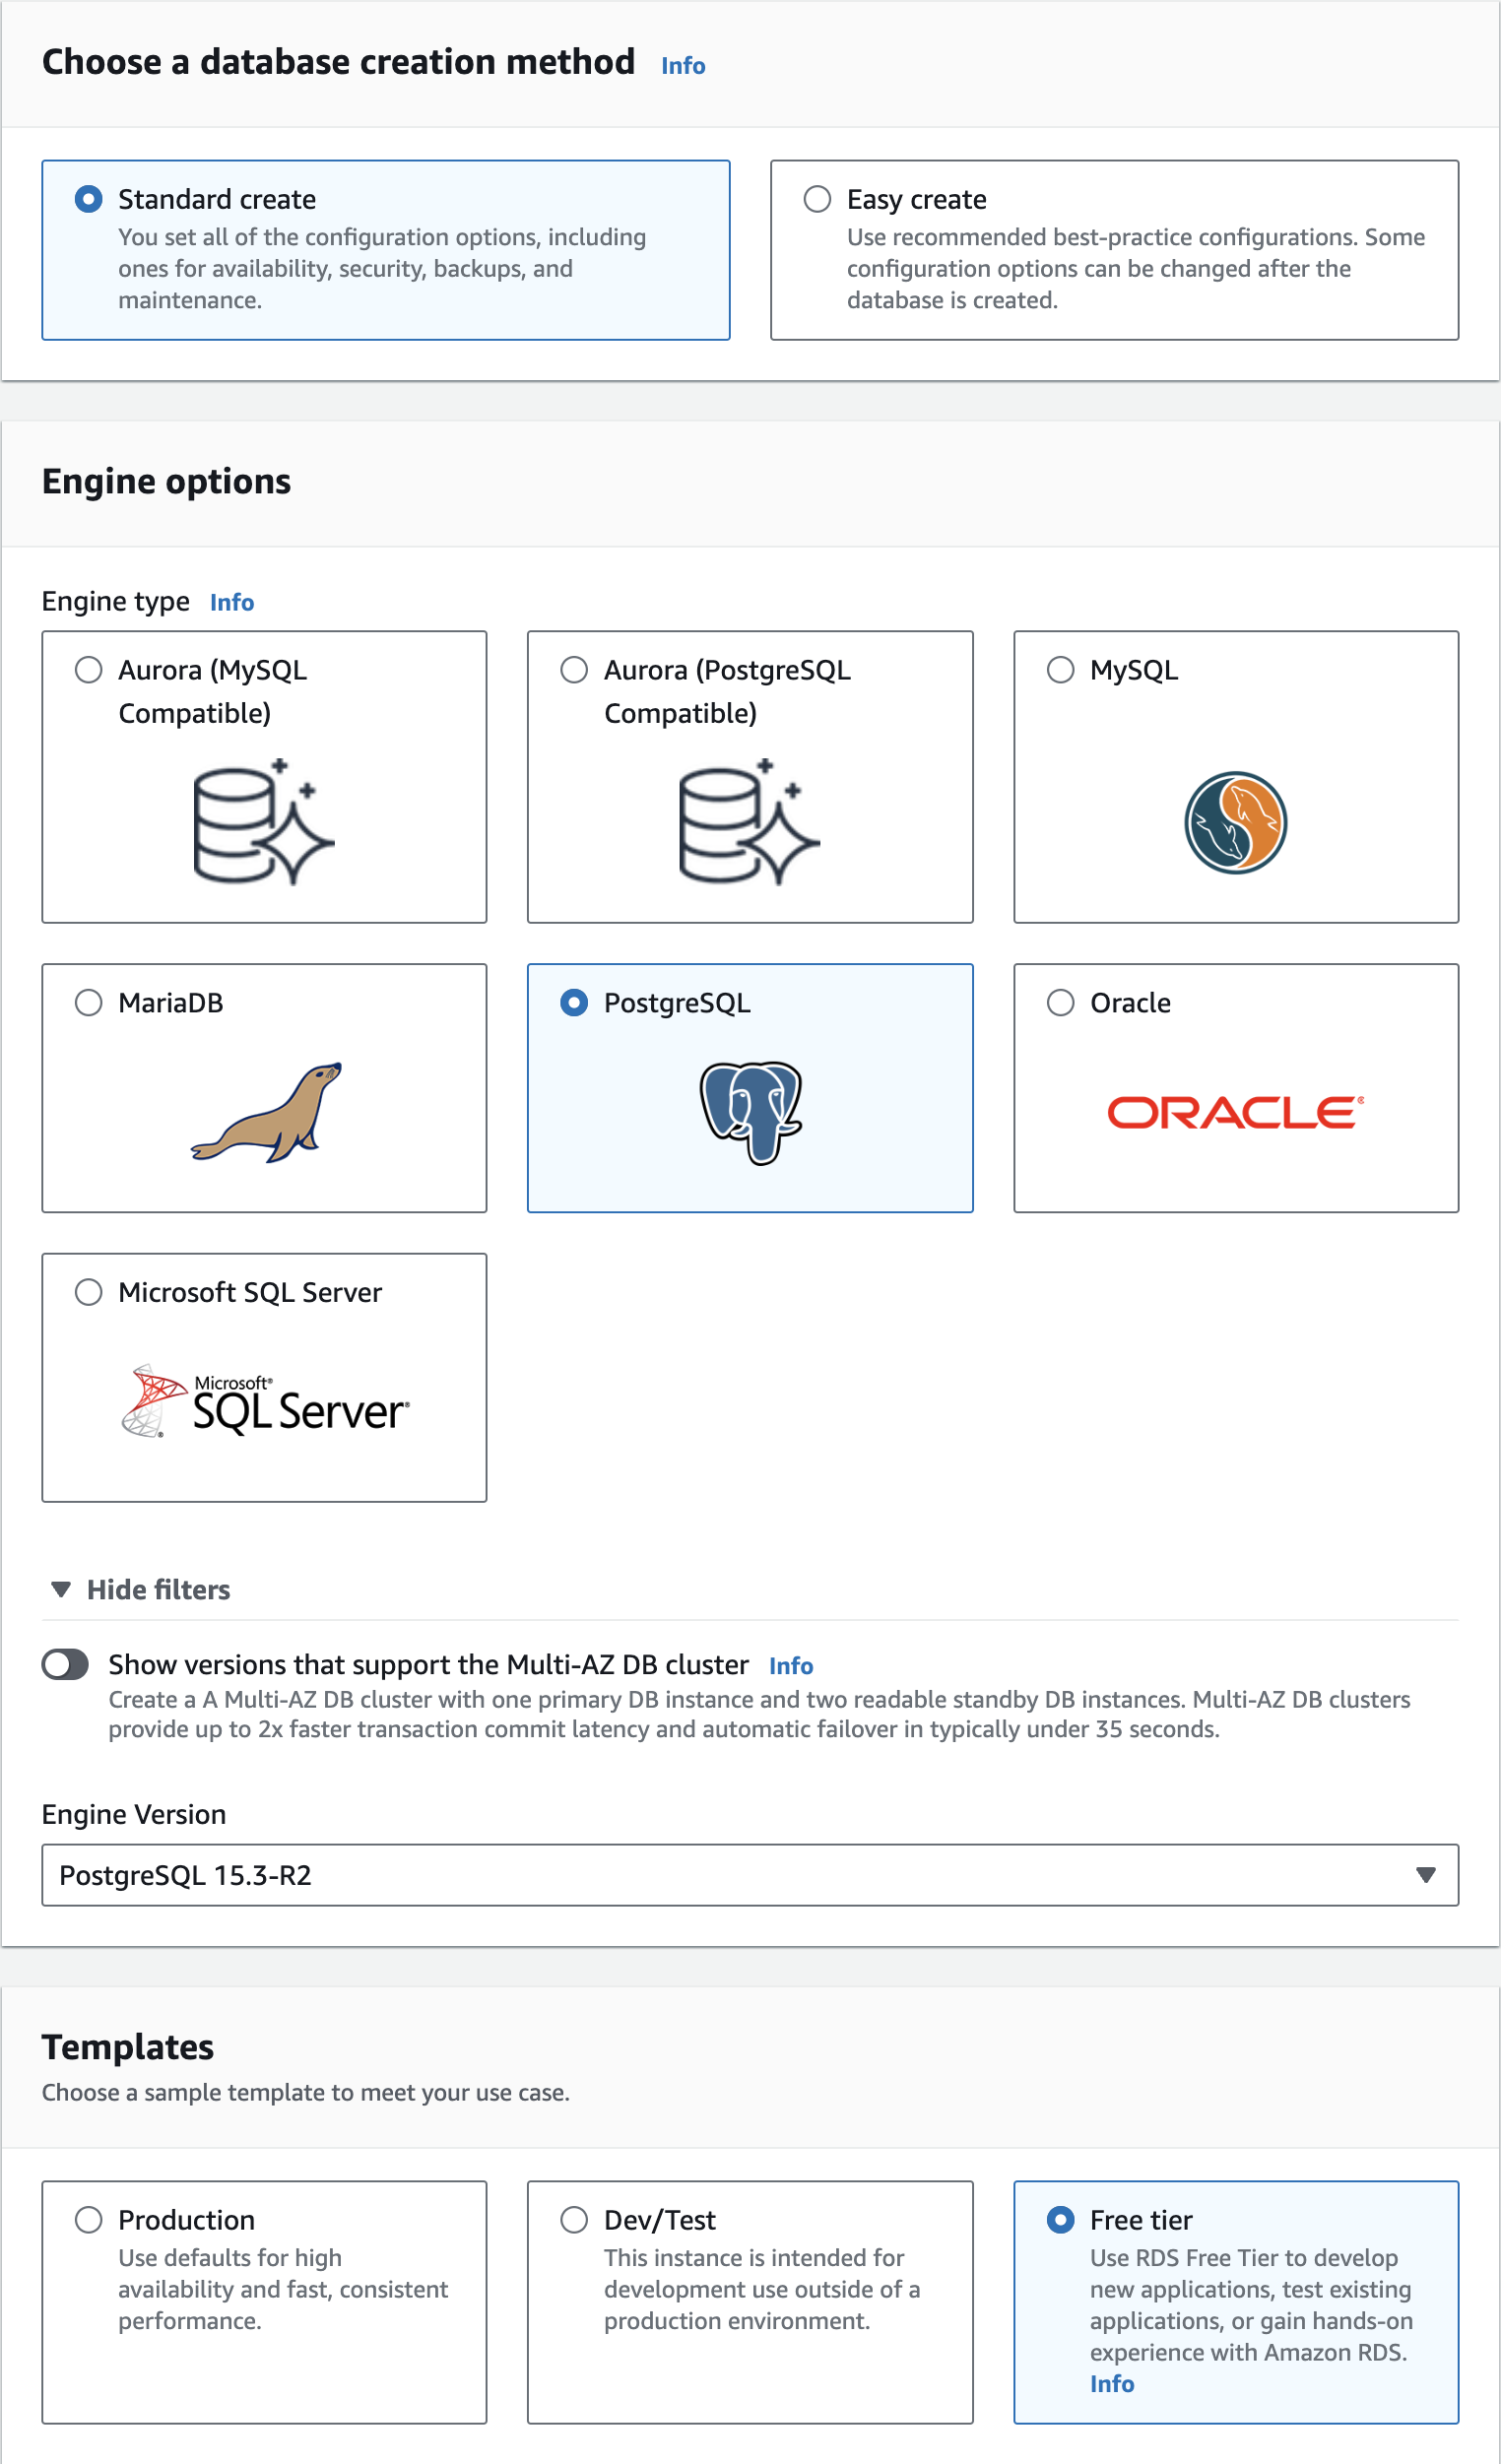 Choose a database creation method Info
Standard create
You set all of the configuration options, including
ones for availability, security, backups, and
maintenance.
Easy create
Use recommended best-practice configurations. Some
configuration options can be changed after the
database is created.
Engine options
Engine type Info
Aurora (MySQL
Compatible)
Aurora (PostgreSQL
Compatible)
MySQL
MariaDB
PostgreSQL
Oracle
ORACLE®
Microsoft SQL Server
Microsoft®
SQL Server®
Hide filters
Show versions that support the Multi-AZ DB cluster Info
Create a A Multi-AZ DB cluster with one primary DB instance and two readable standby DB instances. Multi-AZ DB clusters
provide up to 2x faster transaction commit latency and automatic failover in typically under 35 seconds.
Engine Version
PostgreSQL 15.3-R2
Templates
Choose a sample template to meet your use case.
Production
Use defaults for high
availability and fast, consistent
performance.
Dev/Test
This instance is intended for
development use outside of a
production environment.
Free tier
Use RDS Free Tier to develop
new applications, test existing
applications, or gain hands-on
experience with Amazon RDS.
Info